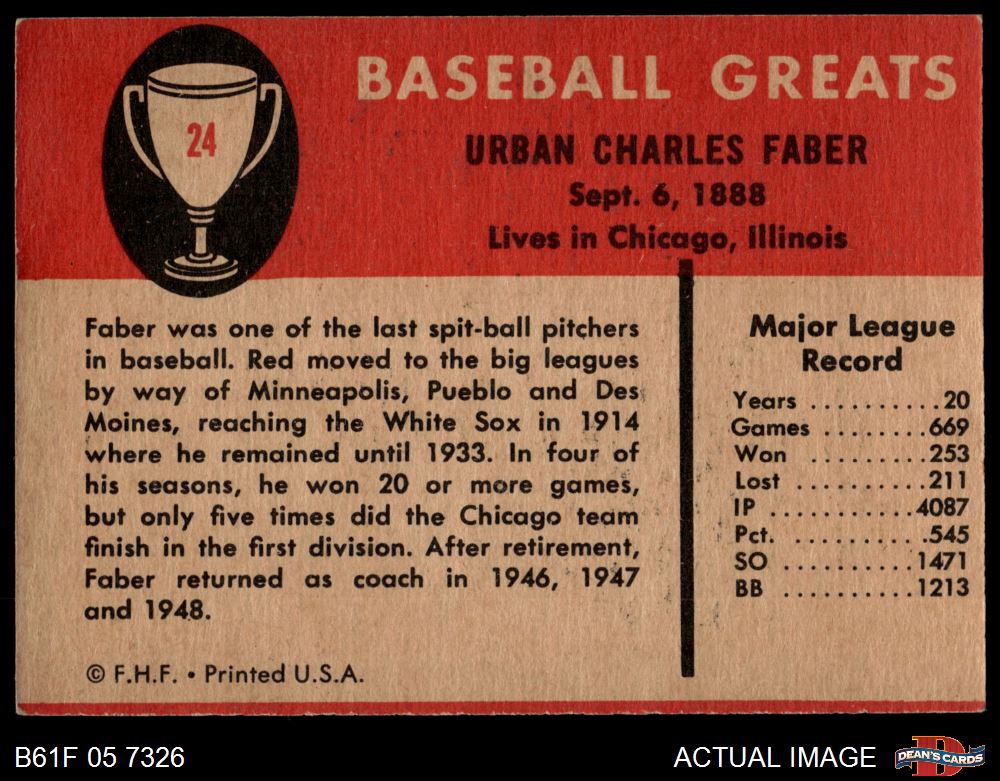 24
BASEBALL GREATS
URBAN CHARLES FABER
Sept. 6, 1888
Lives in Chicago, Illinois
Faber was one of the last spit-ball pitchers
in baseball. Red moved to the big leagues
by way of Minneapolis, Pueblo and Des
Moines, reaching the White Sox in 1914
where he remained until 1933. In four of
his seasons, he won 20 or more games,
but only five times did the Chicago team
finish in the first division. After retirement,
Faber returned as coach in 1946, 1947
and 1948.
© F.H.F. • Printed U.S.A.
Major League
Record
Years ..........20
Games ........669
Won ..........253
Lost ..........211
IP ...........4087
Pct. ...........545
SO ..........1471
BB ..........1213
B61F 05 7326
ACTUAL IMAGE
DEAN'S CARDS